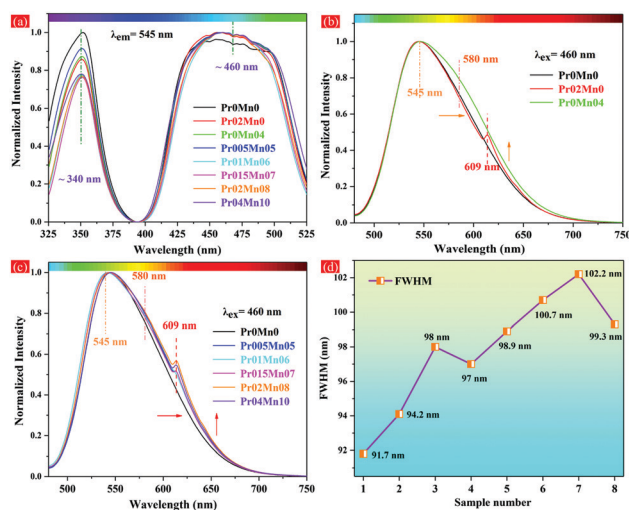 (a)
λem= 545 nm
~ 460 nm
~ 340 nm
Pr0Mn0
Pr02Mn0
Pr0Mn04
Pr005Mn05
Pr01Mn06
Pr015Mn07
Pr02Mn08
Pr04Mn10
Normalized Intensity
1.0
0.8
0.6
0.4
0.2
0.0
325 350 375 400 425 450 475 500 525
Wavelength (nm)
(b)
λex= 460 nm
580 nm
545 nm
609 nm
Pr0Mn0
Pr02Mn0
Pr0Mn04
Normalized Intensity
1.0
0.8
0.6
0.4
0.2
0.0
500 550 600 650 700 750
Wavelength (nm)
(c)
λex= 460 nm
580 nm
545 nm
609 nm
Pr0Mn0
Pr005Mn05
Pr01Mn06
Pr015Mn07
Pr02Mn08
Pr04Mn10
Normalized Intensity
1.0
0.8
0.6
0.4
0.2
0.0
500 550 600 650 700 750
Wavelength (nm)
(d)
FWHM
102.2 nm
100.7 nm
99.3 nm
98.9 nm
98 nm
97 nm
94.2 nm
91.7 nm
FWHM (nm)
102
100
98
96
94
92
1 2 3 4 5 6 7 8
Sample number